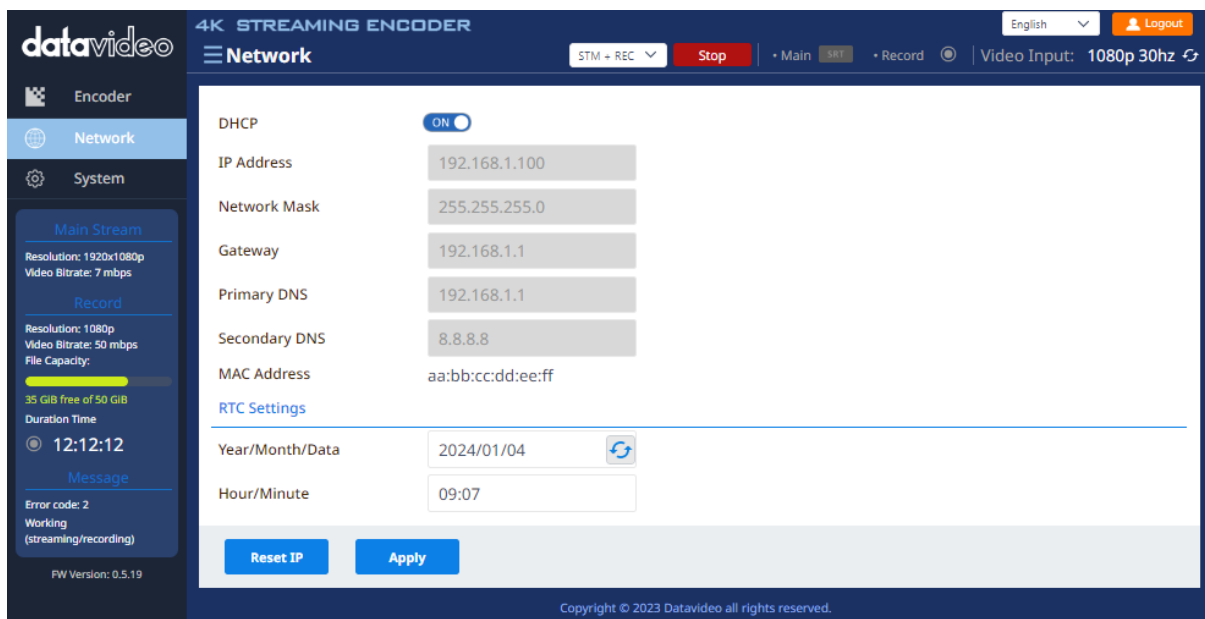 datavideo
4K STREAMING ENCODER
English
Logout
Network
STM + REC
Stop
• Main SRT
• Record
Video Input: 1080p 30hz
Encoder
Network
System
Main Stream
Resolution: 1920x1080p
Video Bitrate: 7 mbps
Record
Resolution: 1080p
Video Bitrate: 50 mbps
File Capacity:
35 GiB free of 50 GiB
Duration Time
12:12:12
Message
Error code: 2
Working
(streaming/recording)
FW Version: 0.5.19
DHCP ON
IP Address 192.168.1.100
Network Mask 255.255.255.0
Gateway 192.168.1.1
Primary DNS 192.168.1.1
Secondary DNS 8.8.8.8
MAC Address aa:bb:cc:dd:ee:ff
RTC Settings
Year/Month/Data 2024/01/04
Hour/Minute 09:07
Reset IP Apply
Copyright © 2023 Datavideo all rights reserved.